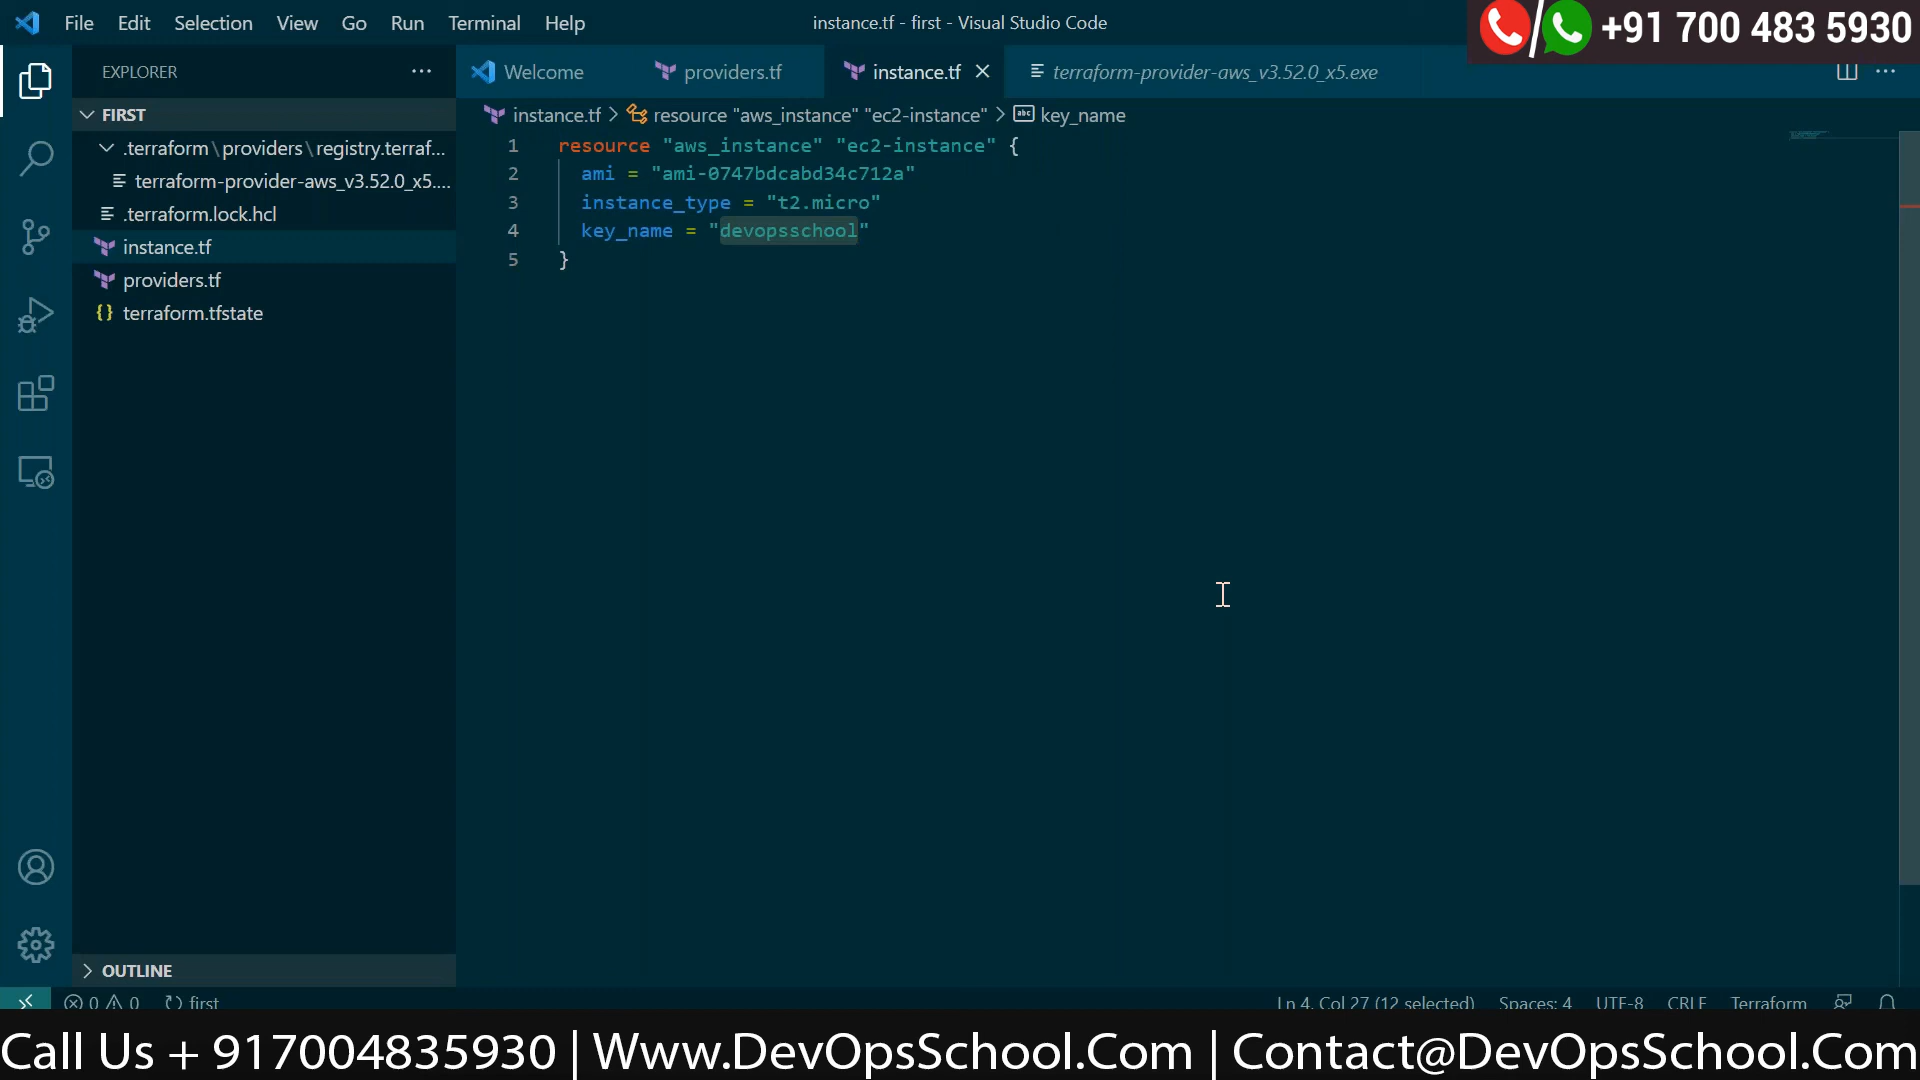 File Edit Selection View Go Run Terminal Help
instance.tf - first - Visual Studio Code
+91 700 483 5930
EXPLORER
Welcome
providers.tf
instance.tf
terraform-provider-aws_v3.52.0_x5.exe
FIRST
.terraform\providers\registry.terraf...
terraform-provider-aws_v3.52.0_x5....
.terraform.lock.hcl
instance.tf
providers.tf
terraform.tfstate
instance.tf > resource "aws_instance" "ec2-instance" > abc key_name
1 resource "aws_instance" "ec2-instance" {
2 ami = "ami-0747bdcabd34c712a"
3 instance_type = "t2.micro"
4 key_name = "devopsschool"
5 }
OUTLINE
0 0 first
Ln 4, Col 27 (12 selected) Spaces: 4 UTF-8 CRLF Terraform
Call Us + 917004835930 | Www.DevOpsSchool.Com | Contact@DevOpsSchool.Com